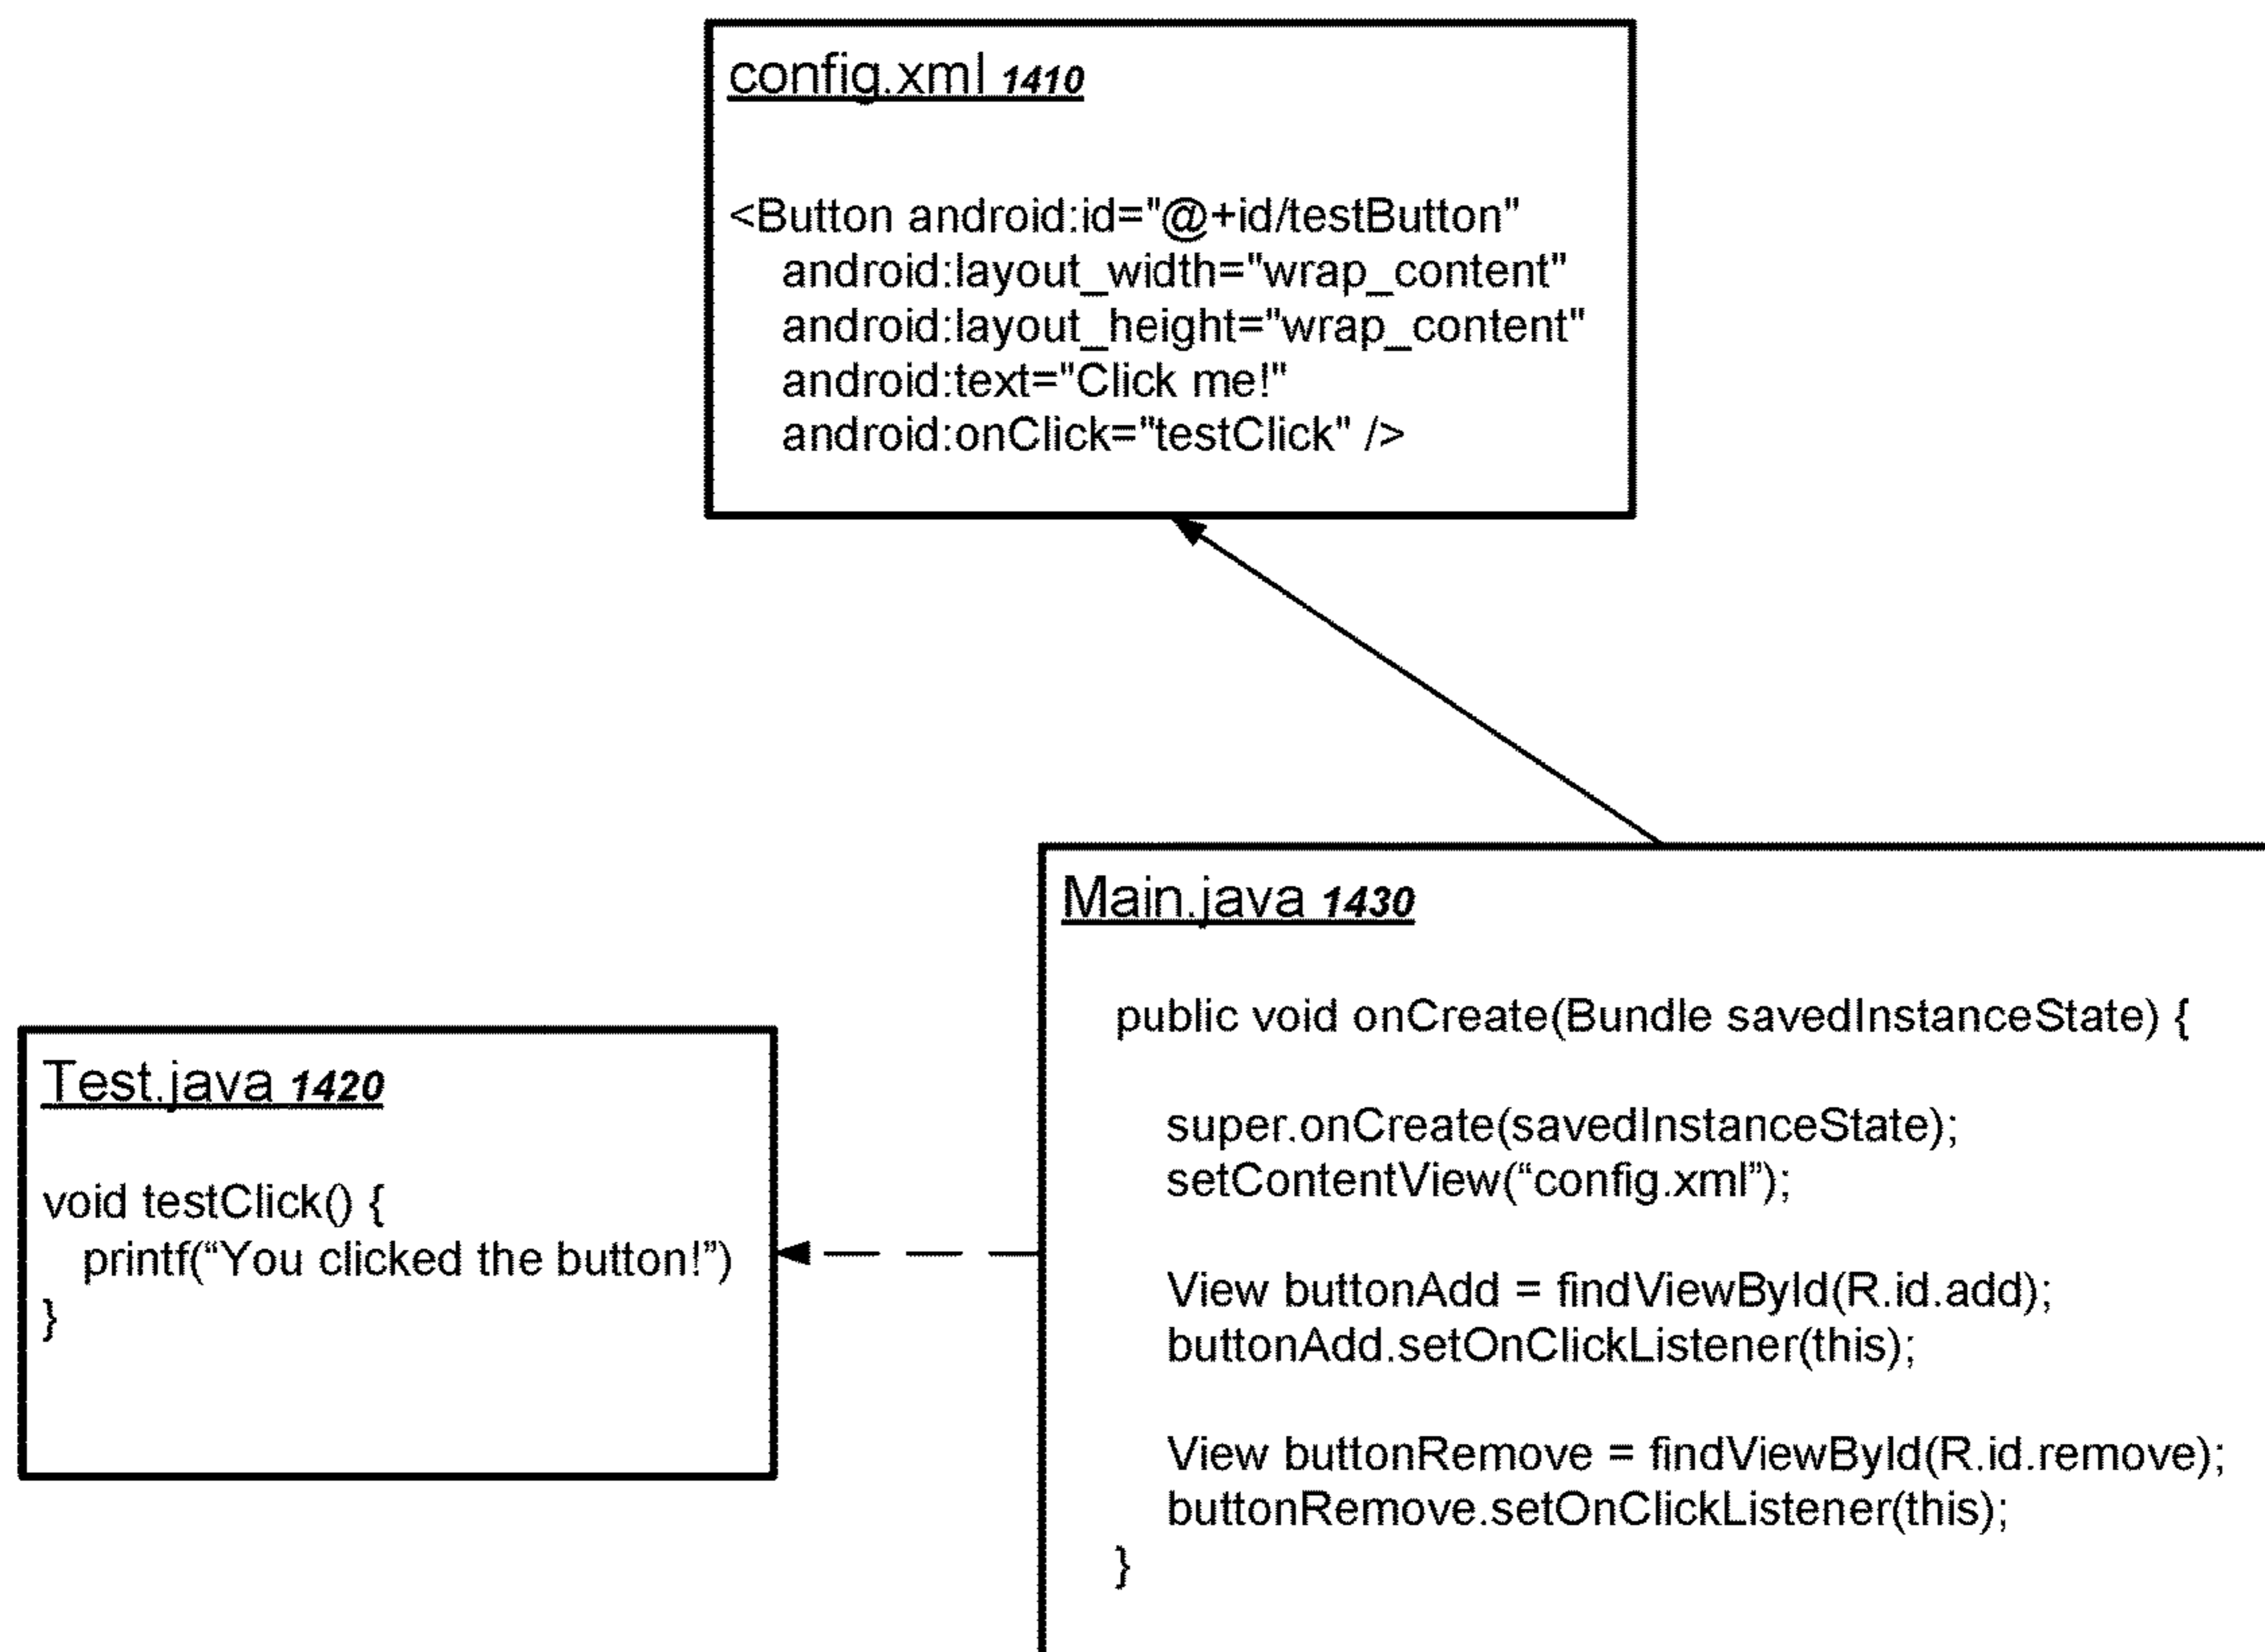 config.xml 1410
<Button android:id="@+id/testButton"
android:layout_width="wrap_content"
android:layout_height="wrap_content"
android:text="Click me!"
android:onClick="testClick" />
Main.java 1430
public void onCreate(Bundle savedInstanceState) {
super.onCreate(savedInstanceState);
setContentView(“config.xml”);
View buttonAdd = findViewById(R.id.add);
buttonAdd.setOnClickListener(this);
View buttonRemove = findViewById(R.id.remove);
buttonRemove.setOnClickListener(this);
}
Test.java 1420
void testClick() {
printf(“You clicked the button!”)
}